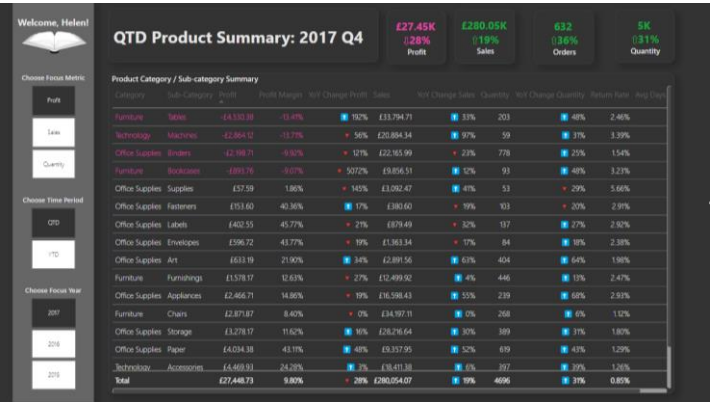 Welcome, Helen!
QTD Product Summary: 2017 Q4
£27.45K
⇩28%
Profit
£280.05K
⇧19%
Sales
632
⇧36%
Orders
5K
⇧31%
Quantity
Choose Focus Metric
Profit
Sales
Quantity
Choose Time Period
QTD
YTD
Choose Focus Year
2017
2016
2015
Product Category / Sub-category Summary
Category Sub-Category Profit Profit Margin YoY Change Profit Sales YoY Change Sales Quantity YoY Change Quantity Return Rate Avg Days
Furniture Tables -£4,530.38 -13.41% 192% £33,794.71 33% 203 48% 2.46%
Technology Machines -£2,864.12 -13.71% 56% £20,884.34 97% 59 31% 3.39%
Office Supplies Binders -£2,198.71 -9.92% 121% £22,165.99 23% 778 25% 1.54%
Furniture Bookcases -£893.76 -9.07% 5072% £9,856.51 12% 93 48% 3.23%
Office Supplies Supplies £57.59 1.86% 145% £3,092.47 41% 53 29% 5.66%
Office Supplies Fasteners £153.60 40.36% 17% £380.60 19% 103 20% 2.91%
Office Supplies Labels £402.55 45.77% 21% £879.49 32% 137 27% 2.92%
Office Supplies Envelopes £596.72 43.77% 19% £1,363.34 17% 84 18% 2.38%
Office Supplies Art £633.19 21.90% 34% £2,891.56 63% 404 64% 1.98%
Furniture Furnishings £1,578.17 12.63% 27% £12,499.92 4% 446 13% 2.47%
Office Supplies Appliances £2,466.71 14.86% 19% £16,598.43 55% 239 68% 2.93%
Furniture Chairs £2,871.87 8.40% 0% £34,197.11 0% 268 6% 1.12%
Office Supplies Storage £3,278.17 11.62% 16% £28,216.64 30% 389 31% 1.80%
Office Supplies Paper £4,034.38 43.11% 48% £9,357.95 52% 619 43% 1.29%
Technology Accessories £4,469.93 24.28% 3% £18,411.38 6% 397 39% 1.26%
Total £27,448.73 9.80% 28% £280,054.07 19% 4696 31% 0.85%